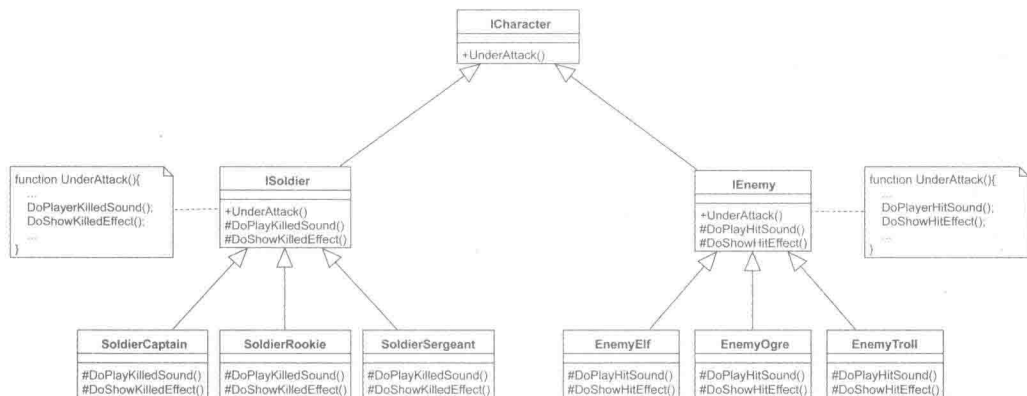 ICharacter
+UnderAttack()
function UnderAttack(){
...
DoPlayerKilledSound();
DoShowKilledEffect();
...
}
ISoldier
+UnderAttack()
#DoPlayKilledSound()
#DoShowKilledEffect()
IEnemy
+UnderAttack()
#DoPlayHitSound()
#DoShowHitEffect()
function UnderAttack(){
...
DoPlayerHitSound();
DoShowHitEffect();
...
}
SoldierCaptain
#DoPlayKilledSound()
#DoShowKilledEffect()
SoldierRookie
#DoPlayKilledSound()
#DoShowKilledEffect()
SoldierSergeant
#DoPlayKilledSound()
#DoShowKilledEffect()
EnemyElf
#DoPlayHitSound()
#DoShowHitEffect()
EnemyOgre
#DoPlayHitSound()
#DoShowHitEffect()
EnemyTroll
#DoPlayHitSound()
#DoShowHitEffect()